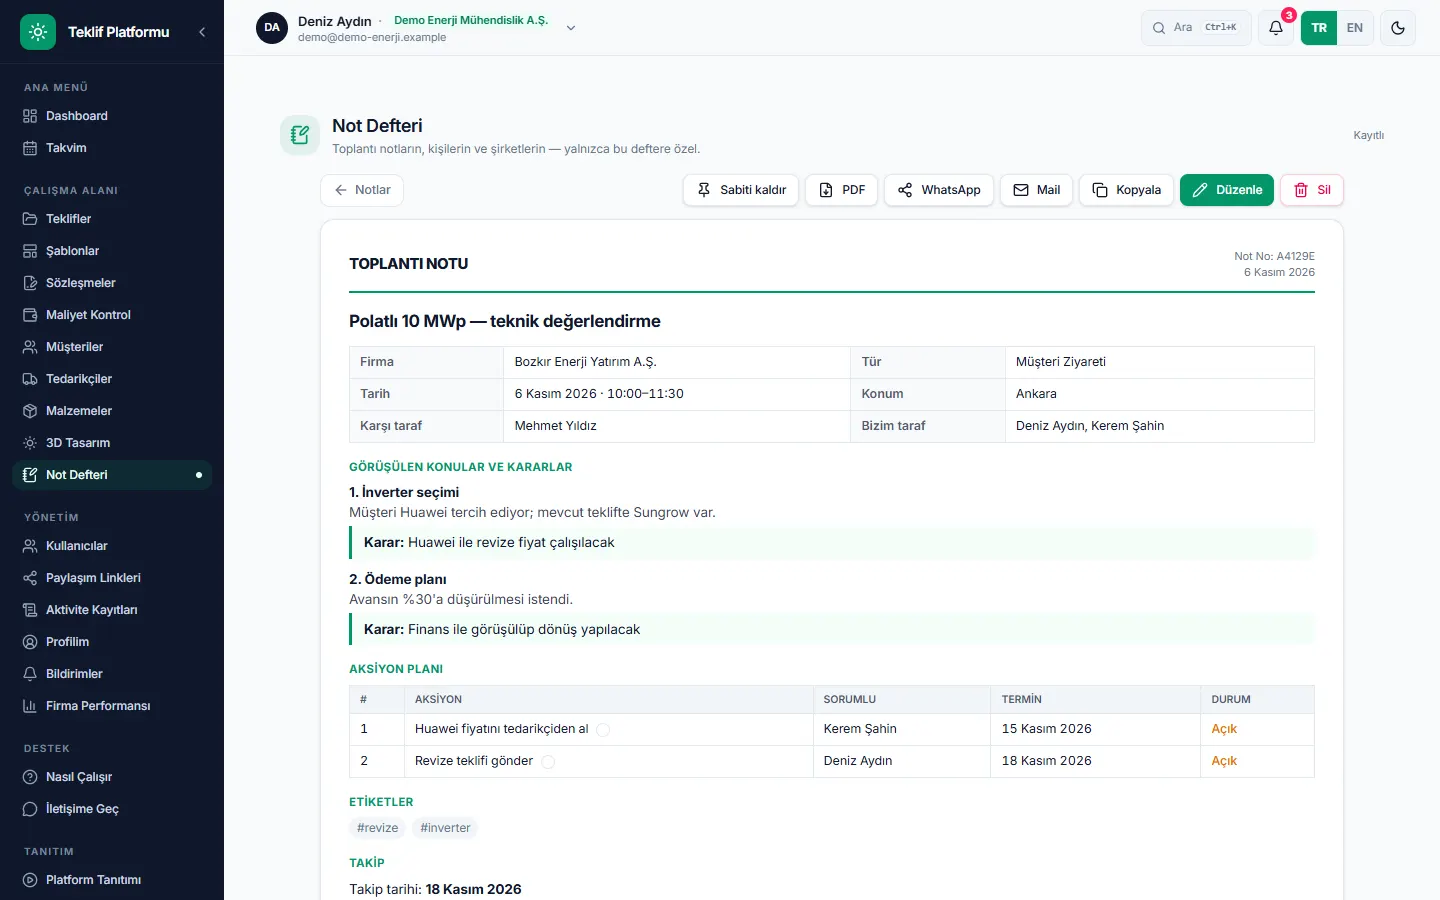 Teklif Platformu
ANA MENÜ
Dashboard
Takvim
ÇALIŞMA ALANI
Teklifler
Şablonlar
Sözleşmeler
Maliyet Kontrol
Müşteriler
Tedarikçiler
Malzemeler
3D Tasarım
Not Defteri
YÖNETİM
Kullanıcılar
Paylaşım Linkleri
Aktivite Kayıtları
Profilim
Bildirimler
Firma Performansı
DESTEK
Nasıl Çalışır
İletişime Geç
TANITIM
Platform Tanıtımı
DA
Deniz Aydın · Demo Enerji Mühendislik A.Ş.
demo@demo-enerji.example
Ara Ctrl+K
3
TR EN
Not Defteri
Toplantı notların, kişilerin ve şirketlerin — yalnızca bu deftere özel.
Kayıtlı
Notlar
Sabiti kaldır PDF WhatsApp Mail Kopyala Düzenle Sil
TOPLANTI NOTU
Not No: A4129E
6 Kasım 2026
Polatlı 10 MWp — teknik değerlendirme
Firma Bozkır Enerji Yatırım A.Ş. Tür Müşteri Ziyareti
Tarih 6 Kasım 2026 · 10:00–11:30 Konum Ankara
Karşı taraf Mehmet Yıldız Bizim taraf Deniz Aydın, Kerem Şahin
GÖRÜŞÜLEN KONULAR VE KARARLAR
1. İnverter seçimi
Müşteri Huawei tercih ediyor; mevcut teklifte Sungrow var.
Karar: Huawei ile revize fiyat çalışılacak
2. Ödeme planı
Avansın %30'a düşürülmesi istendi.
Karar: Finans ile görüşülüp dönüş yapılacak
AKSİYON PLANI
# AKSİYON SORUMLU TERMİN DURUM
1 Huawei fiyatını tedarikçiden al Kerem Şahin 15 Kasım 2026 Açık
2 Revize teklifi gönder Deniz Aydın 18 Kasım 2026 Açık
ETİKETLER
#revize #inverter
TAKİP
Takip tarihi: 18 Kasım 2026